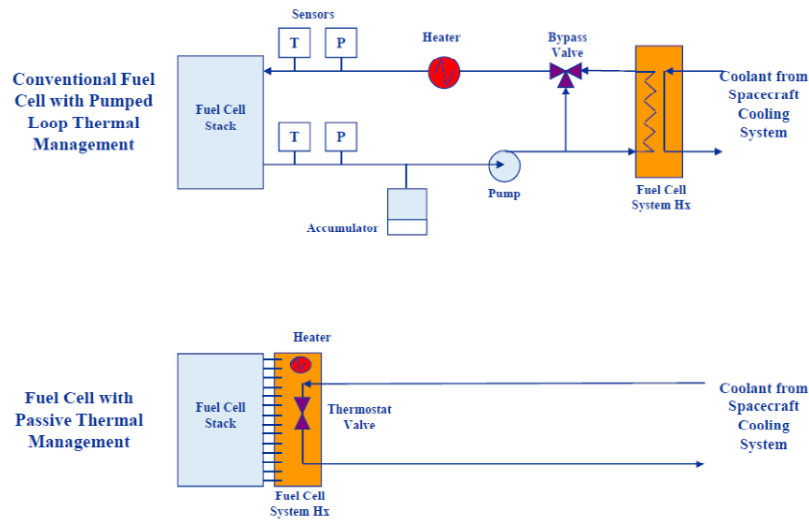 Sensors
T
P
Heater
Bypass
Valve
Conventional Fuel
Cell with Pumped
Loop Thermal
Management
Fuel Cell
Stack
Coolant from
Spacecraft
Cooling
System
T
P
Pump
Fuel Cell
System Hx
Accumulator
Heater
Fuel Cell with
Passive Thermal
Management
Fuel Cell
Stack
Thermostat
Valve
Coolant from
Spacecraft
Cooling
System
Fuel Cell
System Hx